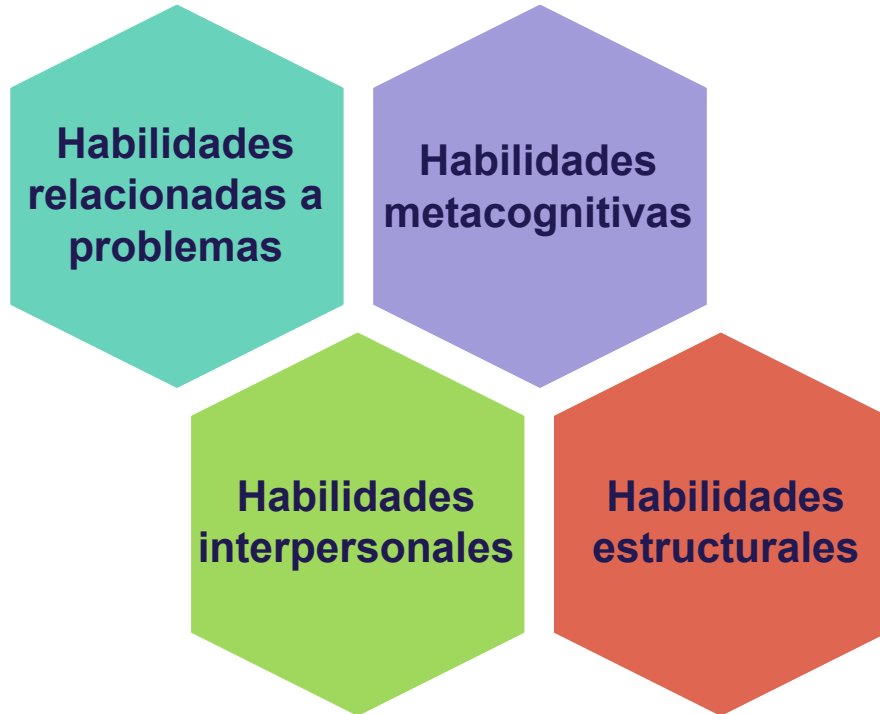 Habilidades
relacionadas a
problemas
Habilidades
metacognitivas
Habilidades
interpersonales
Habilidades
estructurales